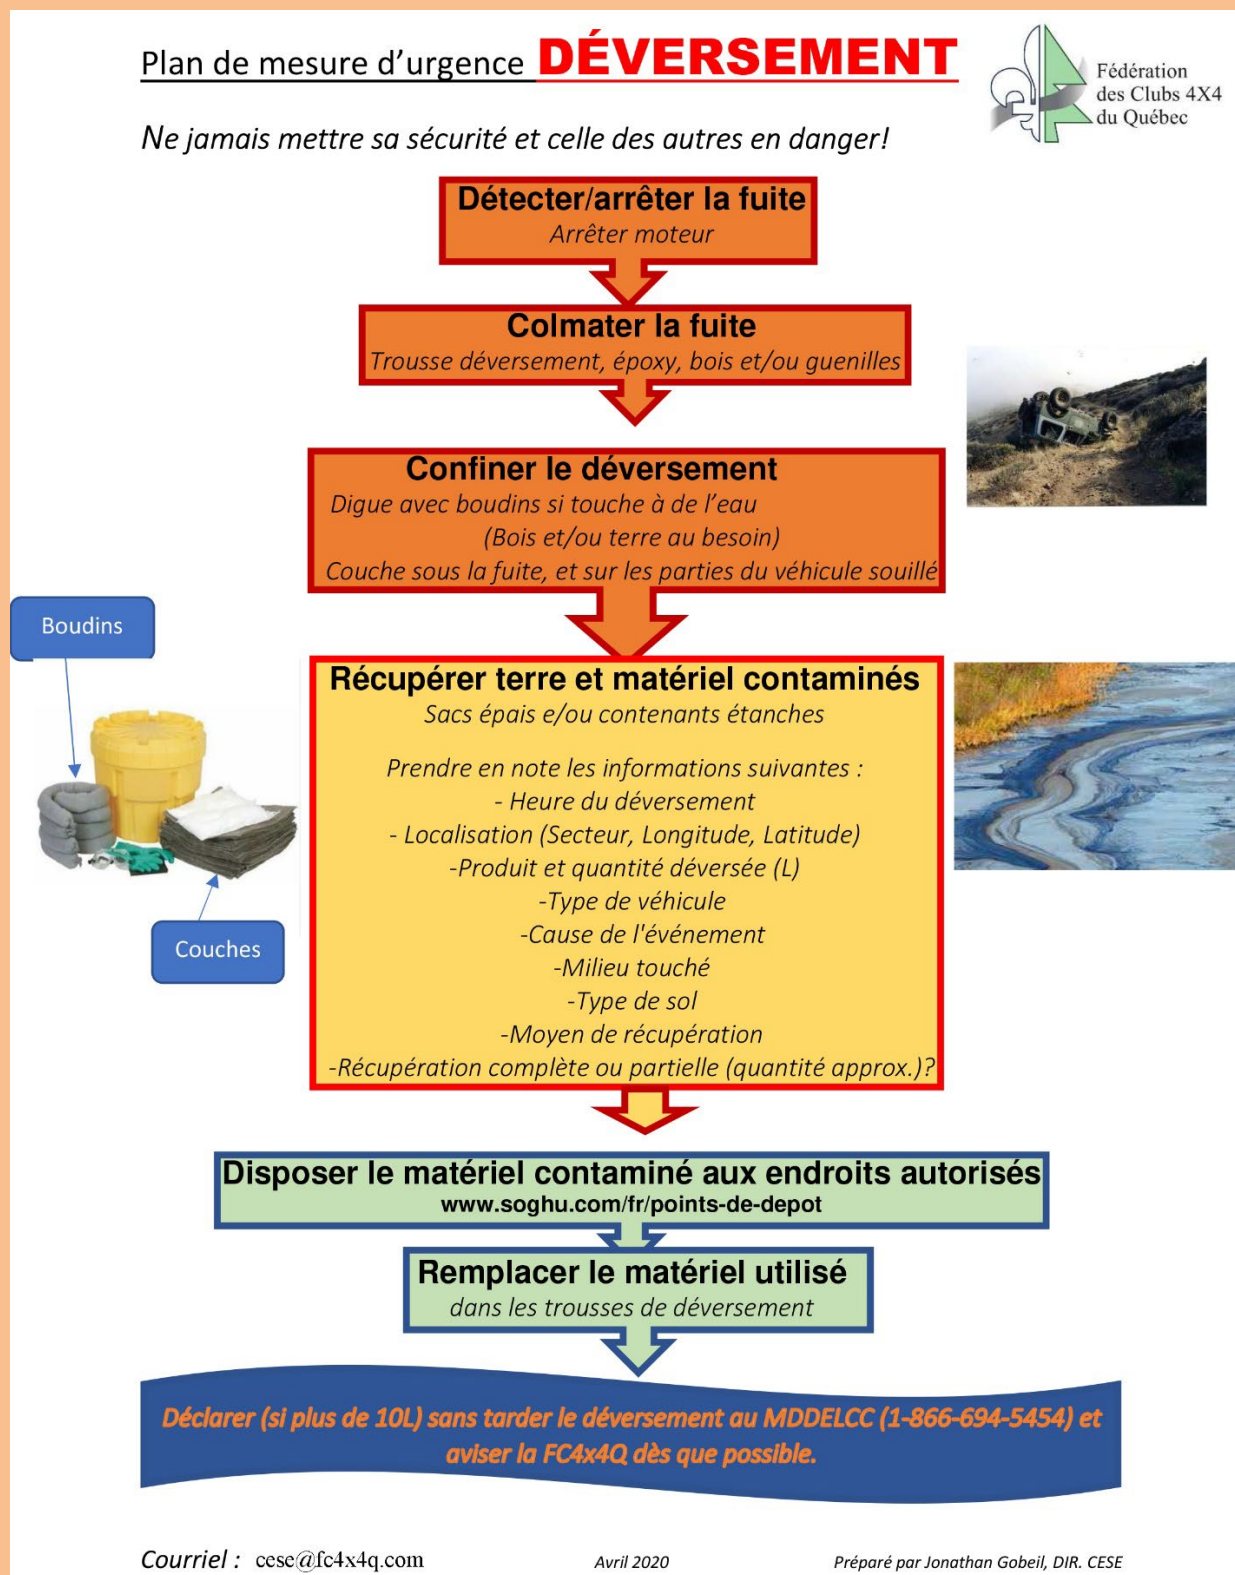 Plan de mesure d'urgence DÉVERSEMENT
Fédération
des Clubs 4X4
du Québec
Ne jamais mettre sa sécurité et celle des autres en danger!
Détecter/arrêter la fuite
Arrêter moteur
Colmater la fuite
Trousse déversement, époxy, bois et/ou guenilles
Confiner le déversement
Digue avec boudins si touche à de l'eau
(Bois et/ou terre au besoin)
Couche sous la fuite, et sur les parties du véhicule souillé
Boudins
Couches
Récupérer terre et matériel contaminés
Sacs épais e/ou contenants étanches
Prendre en note les informations suivantes :
- Heure du déversement
- Localisation (Secteur, Longitude, Latitude)
-Produit et quantité déversée (L)
-Type de véhicule
-Cause de l'événement
-Milieu touché
-Type de sol
-Moyen de récupération
-Récupération complète ou partielle (quantité approx.)?
Disposer le matériel contaminé aux endroits autorisés
www.soghu.com/fr/points-de-depot
Remplacer le matériel utilisé
dans les trousses de déversement
Déclarer (si plus de 10L) sans tarder le déversement au MDDELCC (1-866-694-5454) et
aviser la FC4x4Q dès que possible.
Courriel : cese@fc4x4q.com
Avril 2020
Préparé par Jonathan Gobeil, DIR. CESE